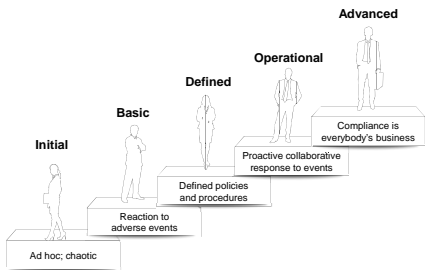 Advanced
Operational
Defined
Basic
Initial
Compliance is
everybody's business
Proactive collaborative
response to events
Defined policies
and procedures
Reaction to
adverse events
Ad hoc; chaotic